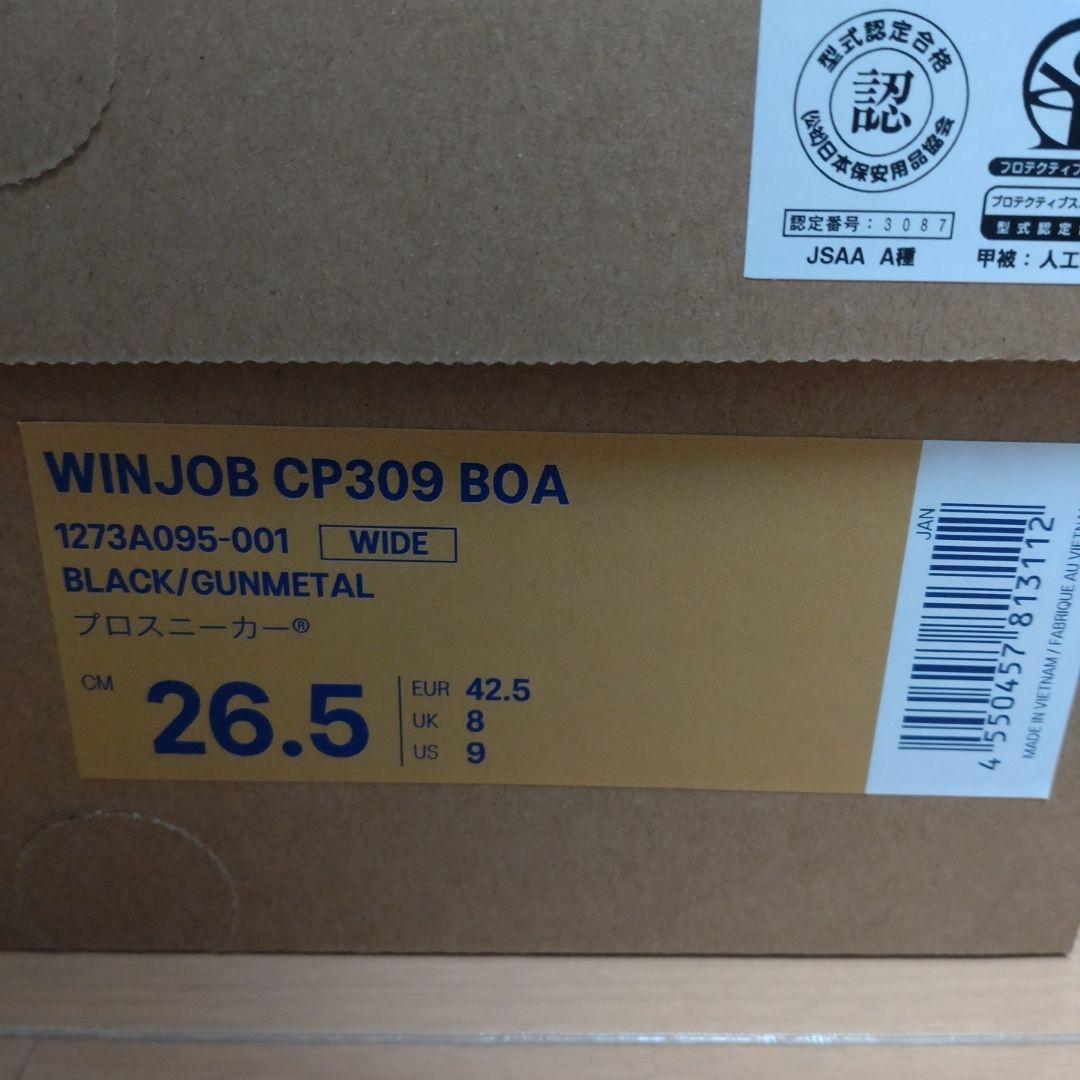 型式認定合格
認
(公社)日本保安用品協会
認定番号：3087
JSAA A種
プロテクティブ
プロテクティブス
型式認定
甲被：人工
WINJOB CP309 BOA
1273A095-001 WIDE
BLACK/GUNMETAL
プロスニーカー®
CM 26.5
EUR 42.5
UK 8
US 9
JAN
4 550457 813112
MADE IN VIETNAM / FABRIQUE AU VIETNA